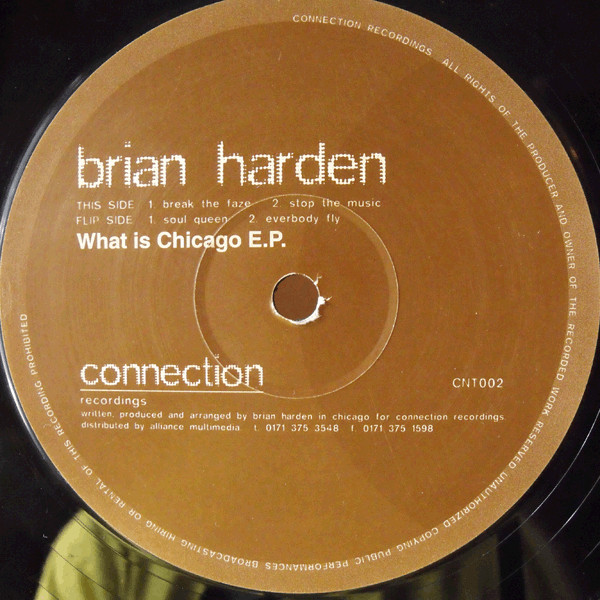 CONNECTION RECORDINGS. ALL RIGHTS OF THE PRODUCER AND OWNER OF THE RECORDED WORK RESERVED UNAUTHORIZED COPYING PUBLIC PERFORMANCES BROADCASTING HIRING OR RENTAL OF THIS RECORDING PROHIBITED
brian harden
THIS SIDE 1 break the faze 2 stop the music
FLIP SIDE 1. soul queen 2. everbody fly
What is Chicago E.P.
connection
CNT002
recordings
written, produced and arranged by brian harden in chicago for connection recordings
distributed by alliance multimedia t. 0171 375 3548 f. 0171 375 1598